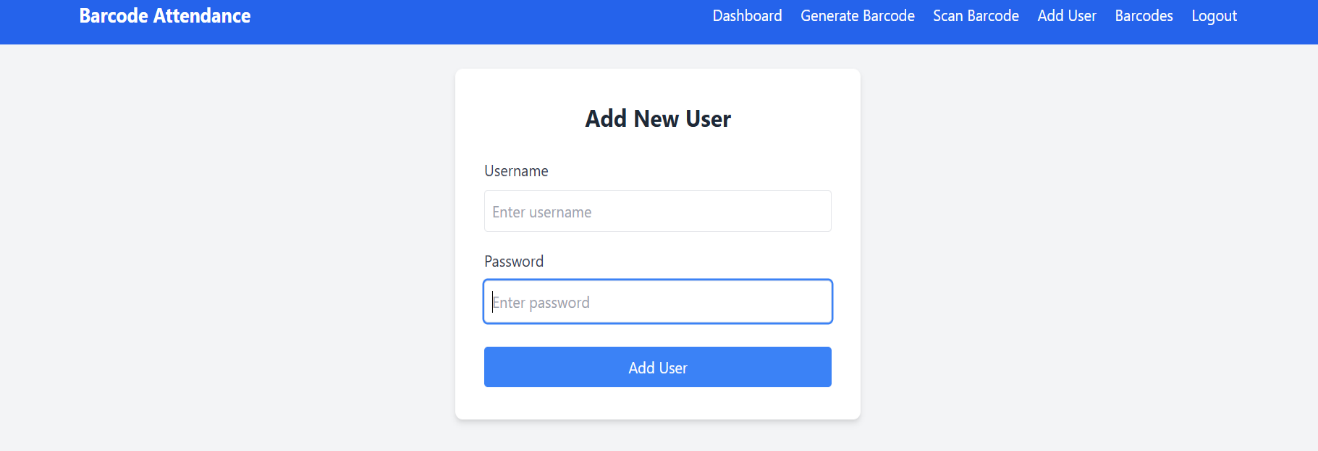 Barcode Attendance
Dashboard Generate Barcode Scan Barcode Add User Barcodes Logout
Add New User
Username
Enter username
Password
Enter password
Add User